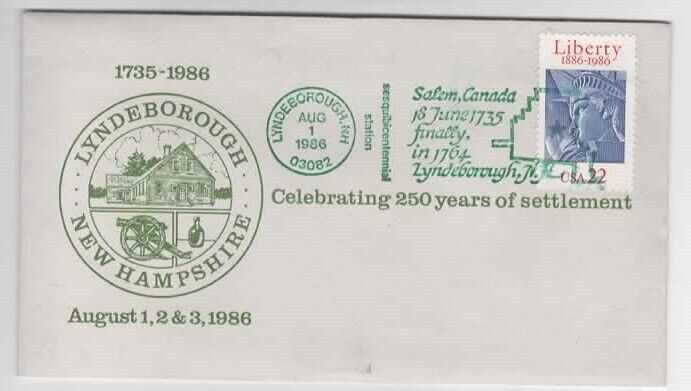 1735-1986
LYNDEBOROUGH
NEW HAMPSHIRE
August 1, 2 & 3, 1986
LYNDEBOROUGH, NH
AUG
1
1986
03082
sesquibicentennial
station
Salem, Canada
18 June 1735
finally,
in 1764
Lyndeborough, N.H.
Liberty
1886-1986
USA 22
Celebrating 250 years of settlement